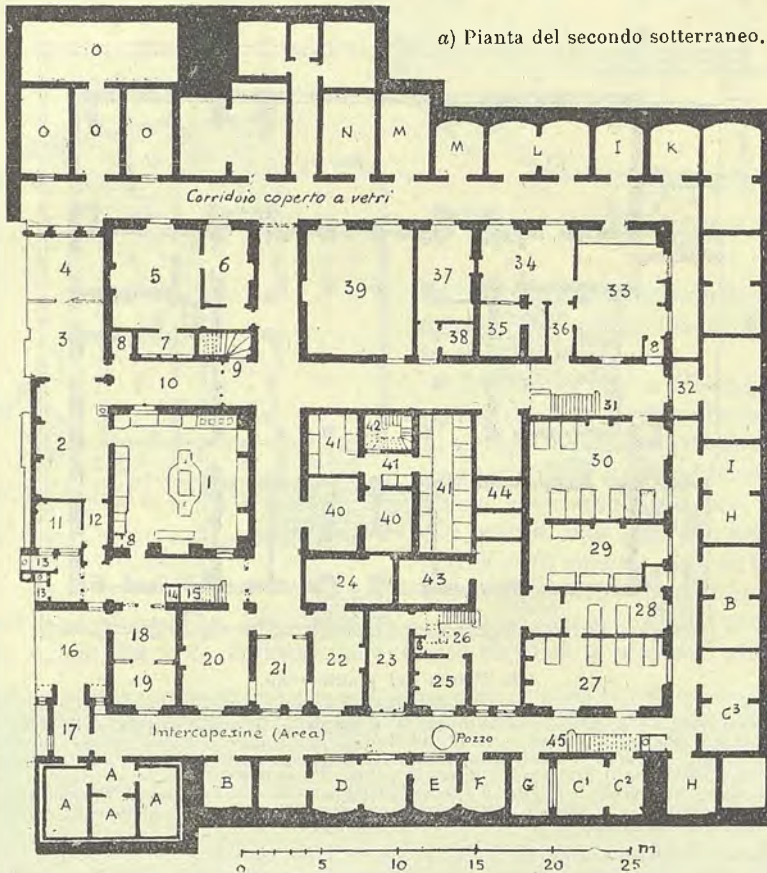 a) Pianta del secondo sotterraneo.
O
O O O N M M L I K
Corridoio coperto a vetri
4 5 6 39 37 34 33
3 8 7 9 38 35 36 8
10 32
31
2 41 42 41 41 30 I
1 44
11 12 8 40 40 29 H
13 13 24 43 28 B
14 15
16 18 20 21 22 23 26 8 27
19 25 C³
17 Intercapesine (Area) Pozzo 45
A A A A B D E F G C¹ C² H
0 5 10 15 20 25 m